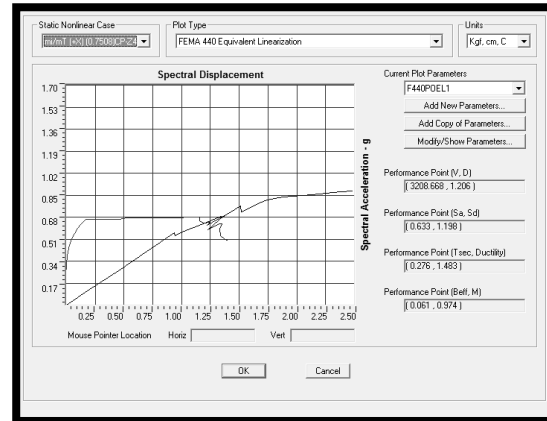 Static Nonlinear Case
Plot Type
Units
FEMA 440 Equivalent Linearization
Kgf, cm, C
Spectral Displacement
Current Plot Parameters
F440POEL1
Add New Parameters...
Add Copy of Parameters...
Modify/Show Parameters...
1.70
1.53
1.36
1.19
1.02
0.85
0.68
0.51
0.34
0.17
Spectral Acceleration - g
0.25 0.50 0.75 1.00 1.25 1.50 1.75 2.00 2.25 2.50
Performance Point (V, D)
( 3208.668 , 1.206 )
Performance Point (Sa, Sd)
( 0.633 , 1.198 )
Performance Point (Tsec, Ductility)
( 0.276 , 1.483 )
Performance Point (Beff, M)
( 0.061 , 0.974 )
Mouse Pointer Location Horiz Vert
OK Cancel